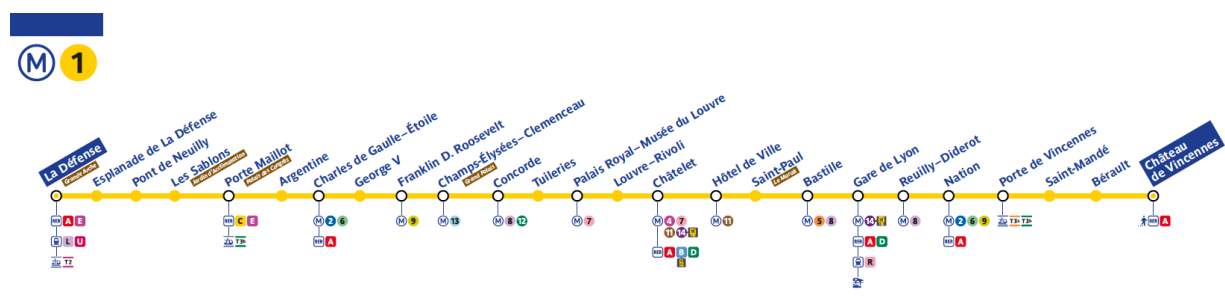 M 1
La Défense
Grande Arche
Esplanade de La Défense
Pont de Neuilly
Les Sablons
Jardin d'Acclimatation
Porte Maillot
Palais des Congrès
Argentine
Charles de Gaulle–Étoile
George V
Franklin D. Roosevelt
Champs-Élysées–Clemenceau
Grand Palais
Concorde
Tuileries
Palais Royal–Musée du Louvre
Louvre–Rivoli
Châtelet
Hôtel de Ville
Saint-Paul
Le Marais
Bastille
Gare de Lyon
Reuilly–Diderot
Nation
Porte de Vincennes
Saint-Mandé
Bérault
Château
de Vincennes
RER A E
L U
T2
RER C E
T3b
M 2 6
RER A
M 9
M 13
M 8 12
M 7
M 4 7
11 14
RER A B D
M 11
M 5 8
M 14
RER A D
R
M 8
M 2 6 9
RER A
T3a T3b
RER A